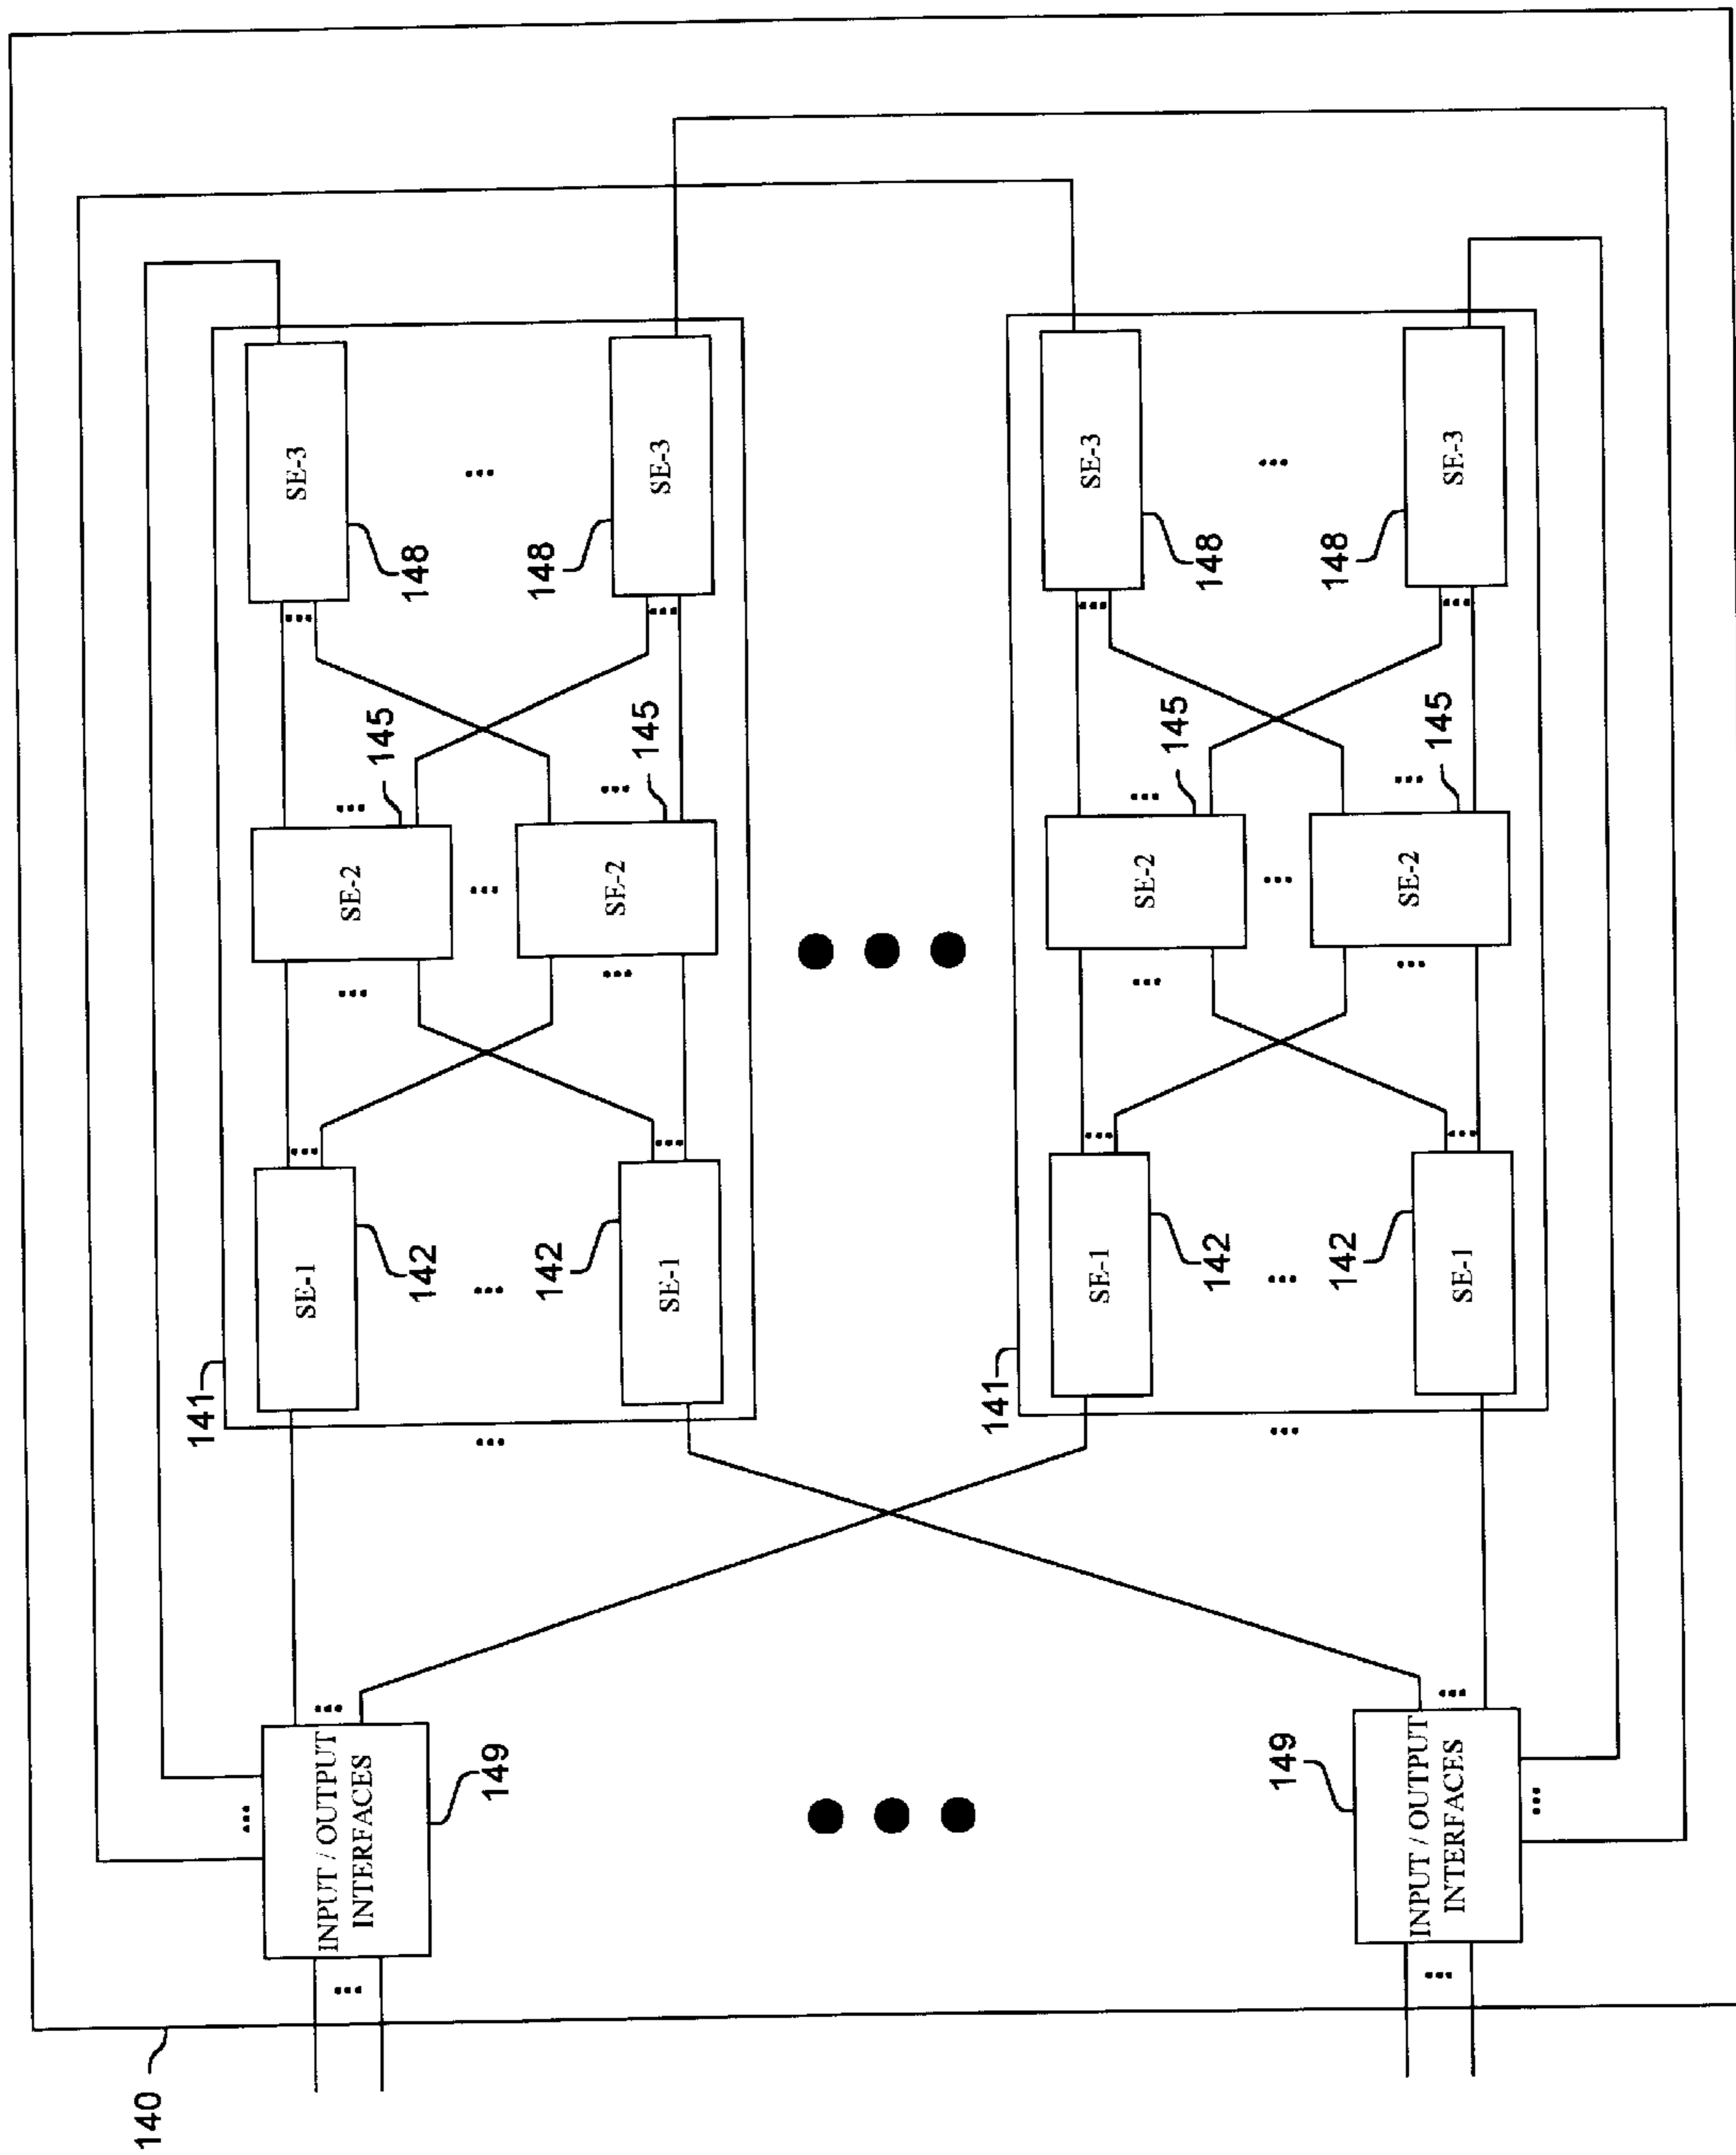 140
INPUT / OUTPUT
INTERFACES
149
...
INPUT / OUTPUT
INTERFACES
149
141
SE-1
142
...
142
SE-1
SE-2
145
...
SE-2
145
SE-3
148
...
148
SE-3
141
SE-1
142
...
142
SE-1
SE-2
145
...
SE-2
145
SE-3
148
...
148
SE-3